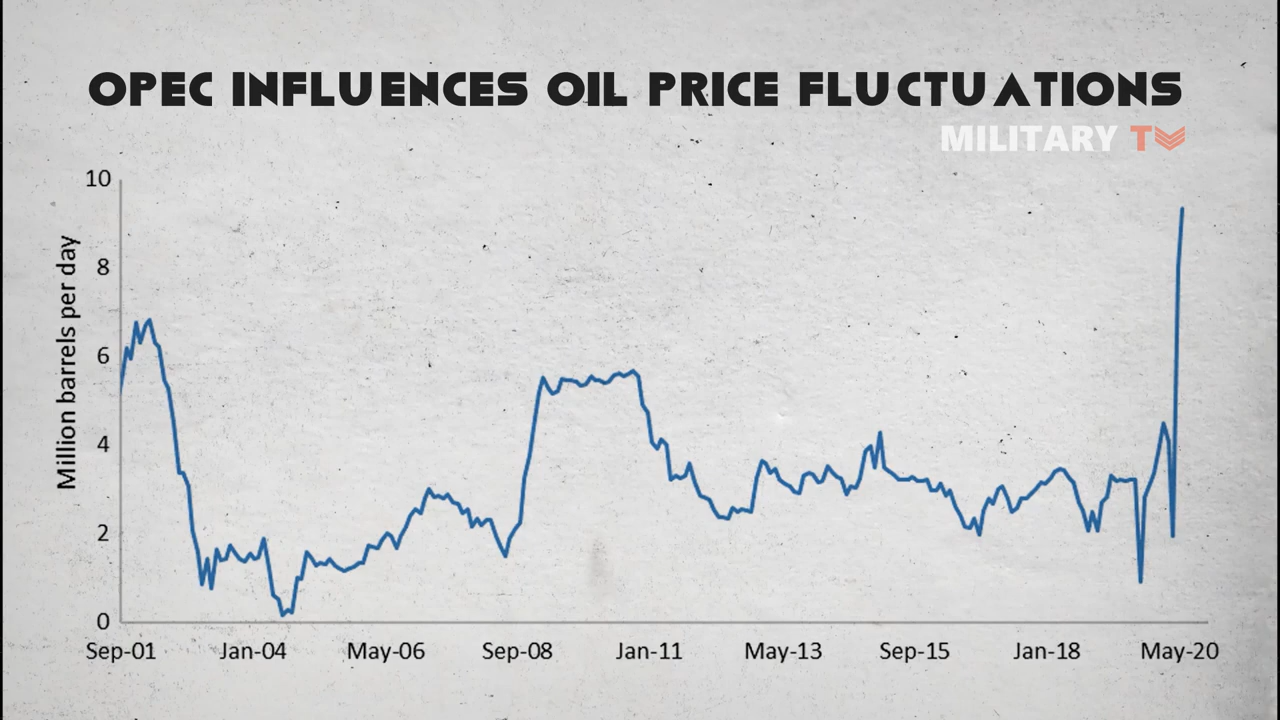 OPEC INFLUENCES OIL PRICE FLUCTUATIONS
MILITARY TV
Million barrels per day
10
8
6
4
2
0
Sep-01 Jan-04 May-06 Sep-08 Jan-11 May-13 Sep-15 Jan-18 May-20